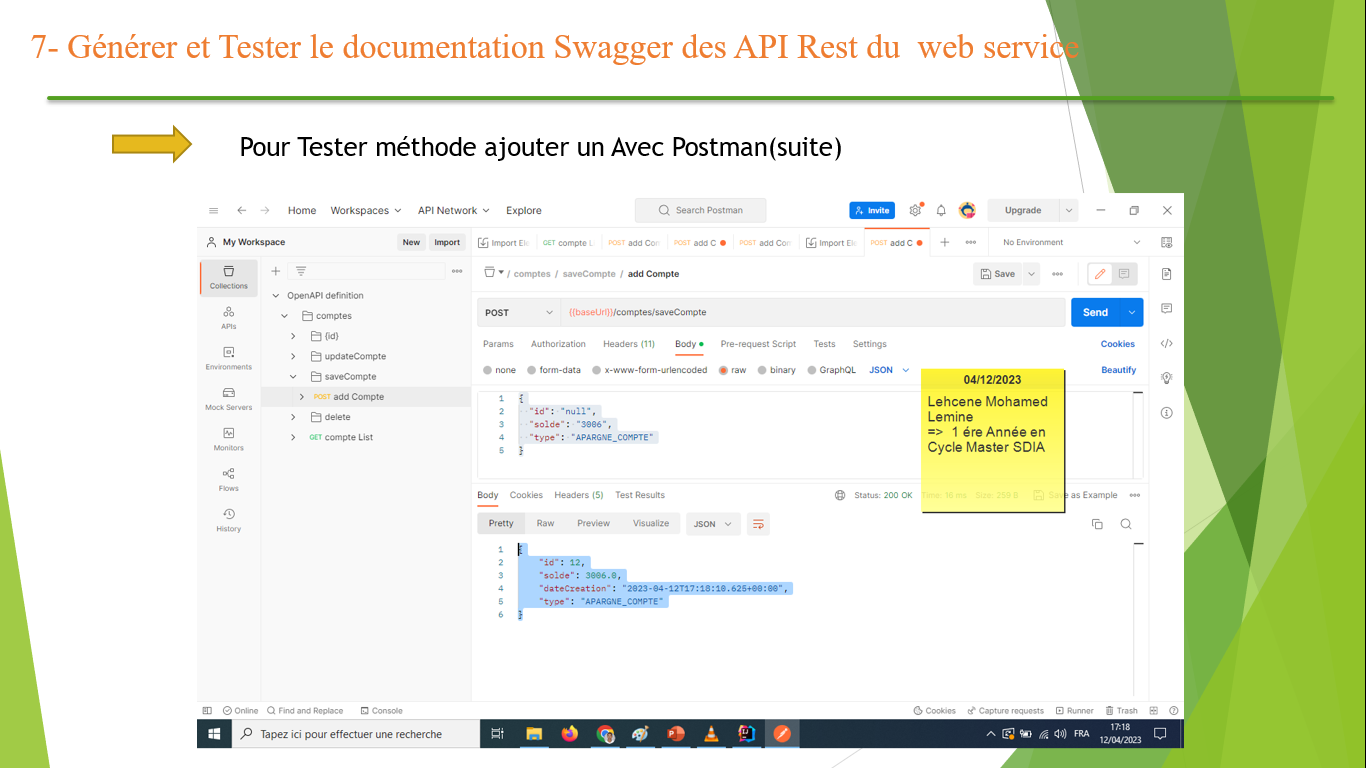 7- Générer et Tester le documentation Swagger des API Rest du  web service
Pour Tester méthode ajouter un Avec Postman(suite)
Home Workspaces API Network Explore Search Postman Invite Upgrade
My Workspace New Import Import Ele GET compte L POST add Con POST add C POST add Con Import Ele POST add C No Environment
Collections
APIs
Environments
Mock Servers
Monitors
Flows
History
OpenAPI definition
comptes
{id}
updateCompte
saveCompte
POST add Compte
delete
GET compte List
/ comptes / saveCompte / add Compte Save
POST {{baseUrl}}/comptes/saveCompte Send
Params Authorization Headers (11) Body Pre-request Script Tests Settings Cookies
none form-data x-www-form-urlencoded raw binary GraphQL JSON Beautify
1 {
2 "id": "null",
3 "solde": "3006",
4 "type": "APARGNE_COMPTE"
5 }
04/12/2023
Lehcene Mohamed
Lemine
=> 1 ére Année en
Cycle Master SDIA
Body Cookies Headers (5) Test Results Status: 200 OK Time: 16 ms Size: 259 B Save as Example
Pretty Raw Preview Visualize JSON
1 {
2 "id": 12,
3 "solde": 3006.0,
4 "dateCreation": "2023-04-12T17:18:10.625+00:00",
5 "type": "APARGNE_COMPTE"
6 }
Online Find and Replace Console Cookies Capture requests Runner Trash
Tapez ici pour effectuer une recherche FRA 17:18
12/04/2023